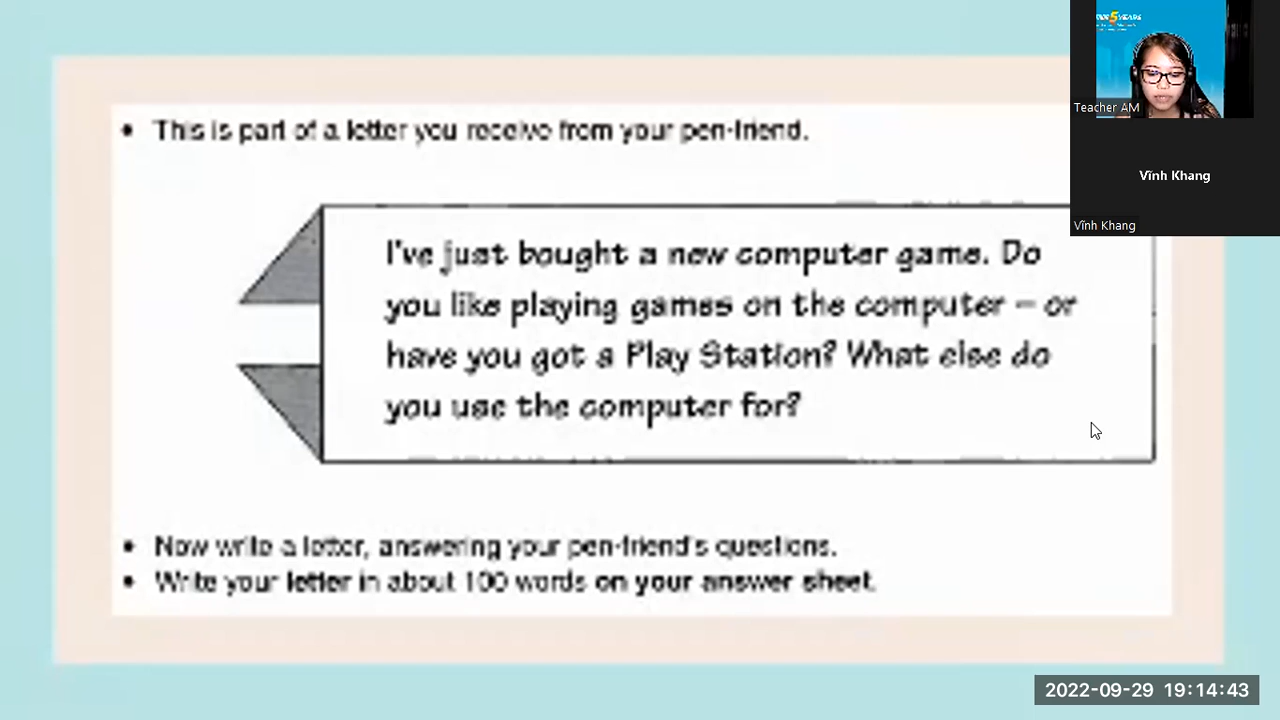 • This is part of a letter you receive from your pen-friend.
I've just bought a new computer game. Do
you like playing games on the computer – or
have you got a Play Station? What else do
you use the computer for?
• Now write a letter, answering your pen-friend's questions.
• Write your letter in about 100 words on your answer sheet.
5 YEARS
Teacher AM
Vĩnh Khang
Vĩnh Khang
2022-09-29 19:14:43